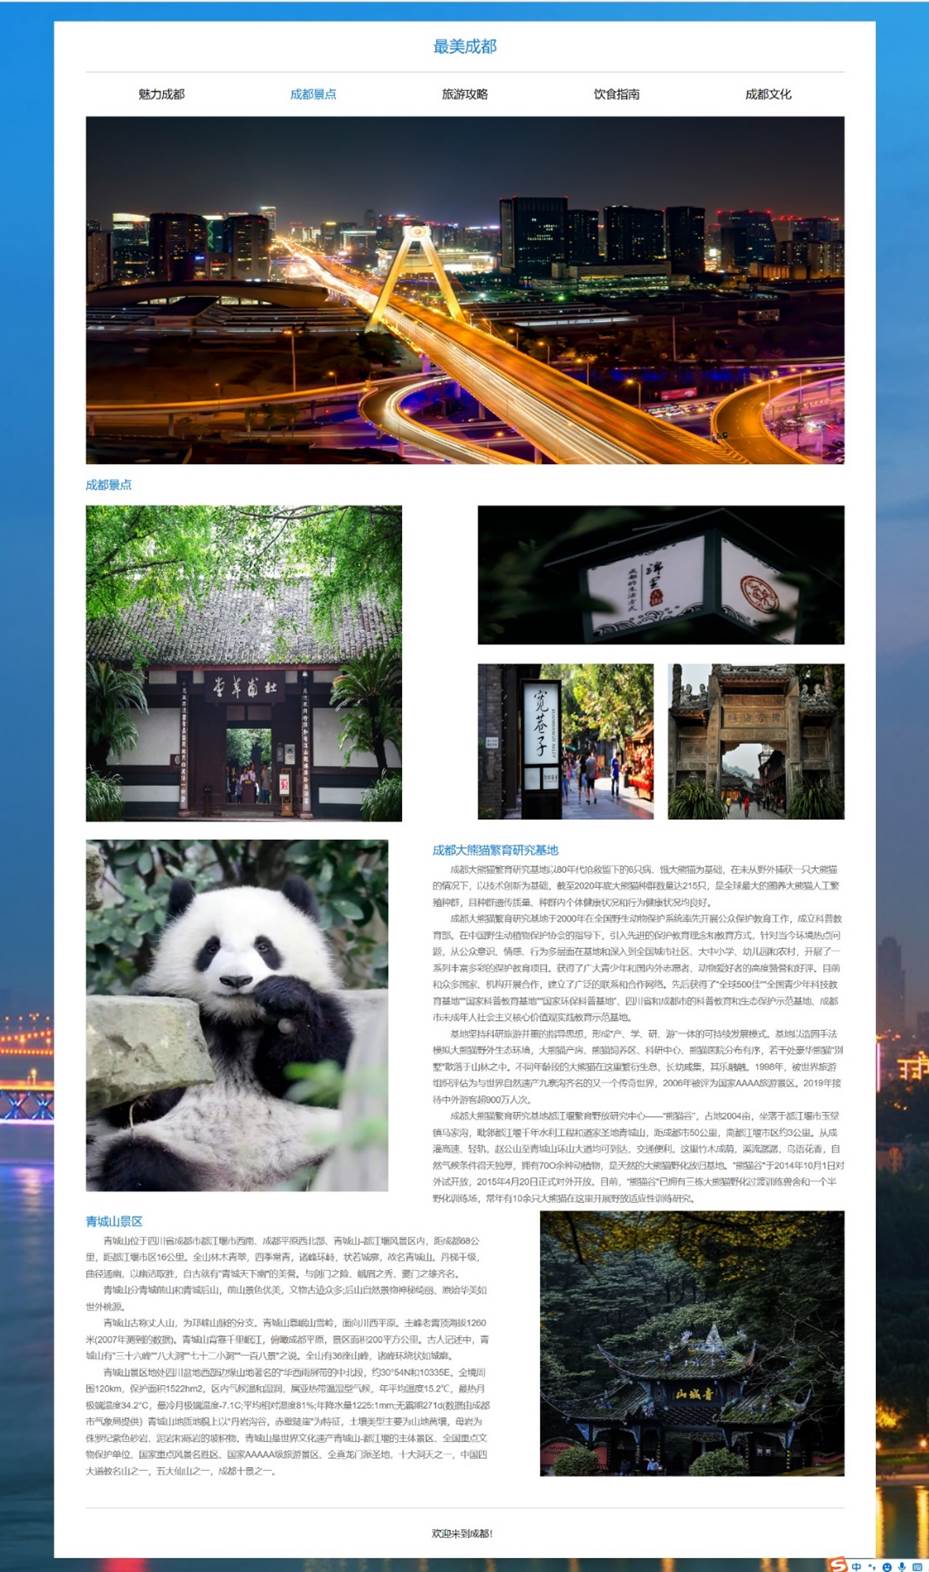 最美成都
魅力成都 成都景点 旅游攻略 饮食指南 成都文化
成都景点
杜甫草堂
锦里
成都的生活方式
宽巷子
成都大熊猫繁育研究基地
成都大熊猫繁育研究基地以80年代抢救留下的6只病、饿大熊猫为基础，在未从野外捕获一只大熊猫
的情况下，以技术创新为基础，截至2020年底大熊猫种群数量达215只，是全球最大的圈养大熊猫人工繁
殖种群，且种群遗传质量、种群内个体健康状况和行为健康状况均良好。
成都大熊猫繁育研究基地于2000年在全国野生动物保护系统率先开展公众保护教育工作，成立科普教
育部。在中国野生动物保护协会的指导下，引入先进的保护教育理念和教育方式，针对当今环境热点问
题，从公众意识、情感、行为多层面在基地和深入到全国城市社区、大中小学、幼儿园和农村，开展了一
系列丰富多彩的保护教育项目。获得了广大青少年和国内外志愿者、动物爱好者的高度赞誉和好评。目前
和众多国家、机构开展合作，建立了广泛的联系和合作网络。先后获得了“全球500佳”“全国青少年科技教
育基地”“国家科普教育基地”“国家环保科普基地”、四川省和成都市的科普教育和生态保护示范基地、成都
市未成年人社会主义核心价值观实践教育示范基地。
基地坚持科研旅游并重的指导思想，形成“产、学、研、游”一体的可持续发展模式。基地以造园手法
模拟大熊猫野外生态环境，大熊猫产房、熊猫饲养区、科研中心、熊猫医院分布有序，若干处豪华熊猫“别
墅”散落于山林之中。不同年龄段的大熊猫在这里繁衍生息，长幼咸集，其乐融融。1998年，被世界旅游
组织评估为与世界自然遗产九寨沟齐名的又一个传奇世界，2006年被评为国家AAAA旅游景区。2019年接
待中外游客超900万人次。
成都大熊猫繁育研究基地都江堰繁育野放研究中心——“熊猫谷”，占地2004亩，坐落于都江堰市玉堂
镇马家沟，毗邻都江堰千年水利工程和道家圣地青城山，距成都市50公里，离都江堰市区约3公里。从成
灌高速、轻轨、赵公山至青城山环山大道均可到达，交通便利。这里竹木成荫，溪流潺潺，鸟语花香，自
然气候条件得天独厚，拥有700余种动植物，是天然的大熊猫野化放归基地。“熊猫谷”于2014年10月1日对
外试开放，2015年4月20日正式对外开放。目前，“熊猫谷”已拥有三栋大熊猫野化过渡训练兽舍和一个半
野化训练场，常年有10余只大熊猫在这里开展野放适应性训练研究。
青城山景区
青城山位于四川省成都市都江堰市西南、成都平原西北部、青城山-都江堰风景区内，距成都68公
里，距都江堰市区16公里。全山林木青翠，四季常青，诸峰环峙，状若城廓，故名青城山。丹梯千级，
曲径通幽，以幽洁取胜，自古就有“青城天下幽”的美誉。与剑门之险、峨眉之秀、夔门之雄齐名。
青城山分青城前山和青城后山，前山景色优美，文物古迹众多;后山自然景物神秘绮丽、原始华美如
世外桃源。
青城山古称丈人山，为邛崃山脉的分支。青城山靠岷山雪岭，面向川西平原。主峰老霄顶海拔1260
米(2007年测到的数据)。青城山背靠千里岷江，俯瞰成都平原，景区面积200平方公里。古人记述中，青
城山有“三十六峰”“八大洞”“七十二小洞”“一百八景”之说。全山有36座山峰，诸峰环绕状如城廓。
青城山景区地处四川盆地西部边缘山地著名的“华西雨屏带的中北段，约30°54N和10335E，全境周
围120km，保护面积1522hm2。区内气候温和湿润，属亚热带温湿型气候，年平均温度15.2℃，最热月
极端温度34.2℃，最冷月极端温度-7.1C;平均相对湿度81%;年降水量1225:1mm;无霜期271d(数据由成都
市气象局提供）青城山地质地貌上以“丹岩沟谷，赤壁陡崖”为特征，土壤类型主要为山地黄壤，母岩为
侏罗纪紫色砂岩、泥岩和砾岩的坡积物。青城山是世界文化遗产青城山-都江堰的主体景区、全国重点文
物保护单位、国家重点风景名胜区、国家AAAAA级旅游景区、全真龙门派圣地，十大洞天之一，中国四
大道教名山之一，五大仙山之一，成都十景之一。
青城山
欢迎来到成都！
中